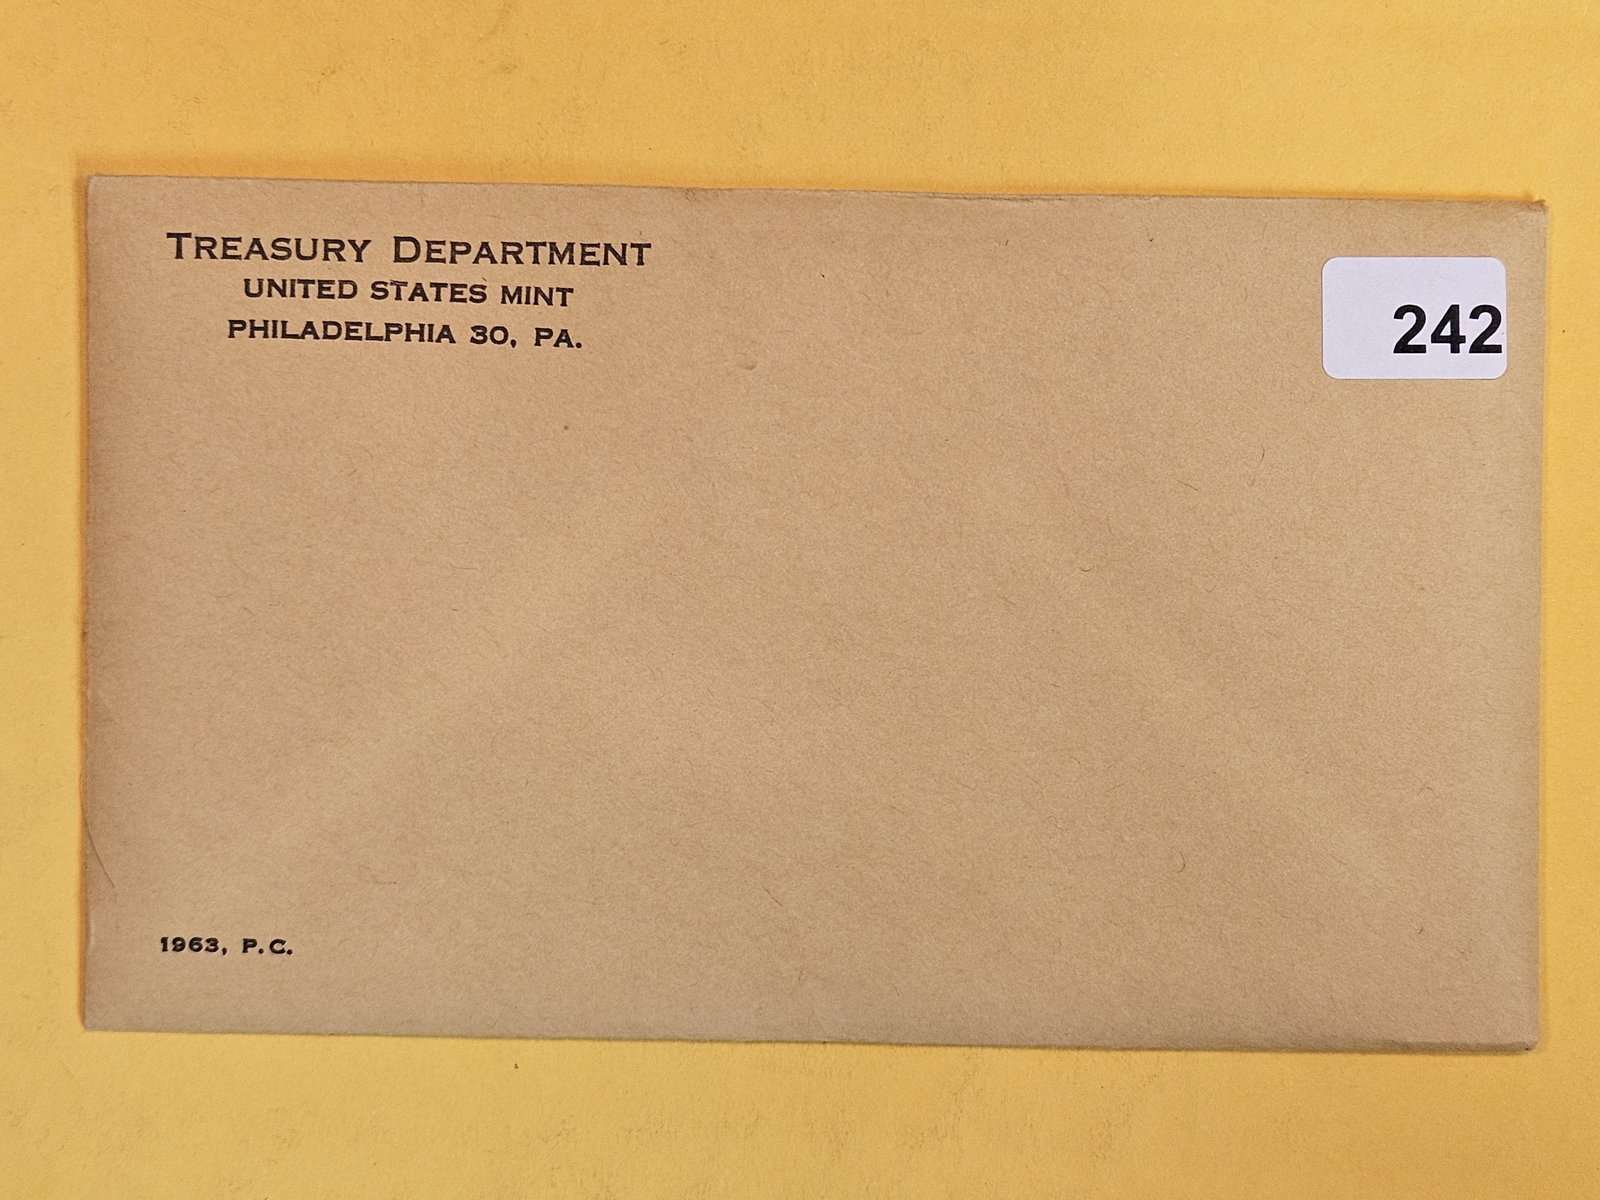 TREASURY DEPARTMENT
UNITED STATES MINT
PHILADELPHIA 30, PA.
242
1963, P.C.